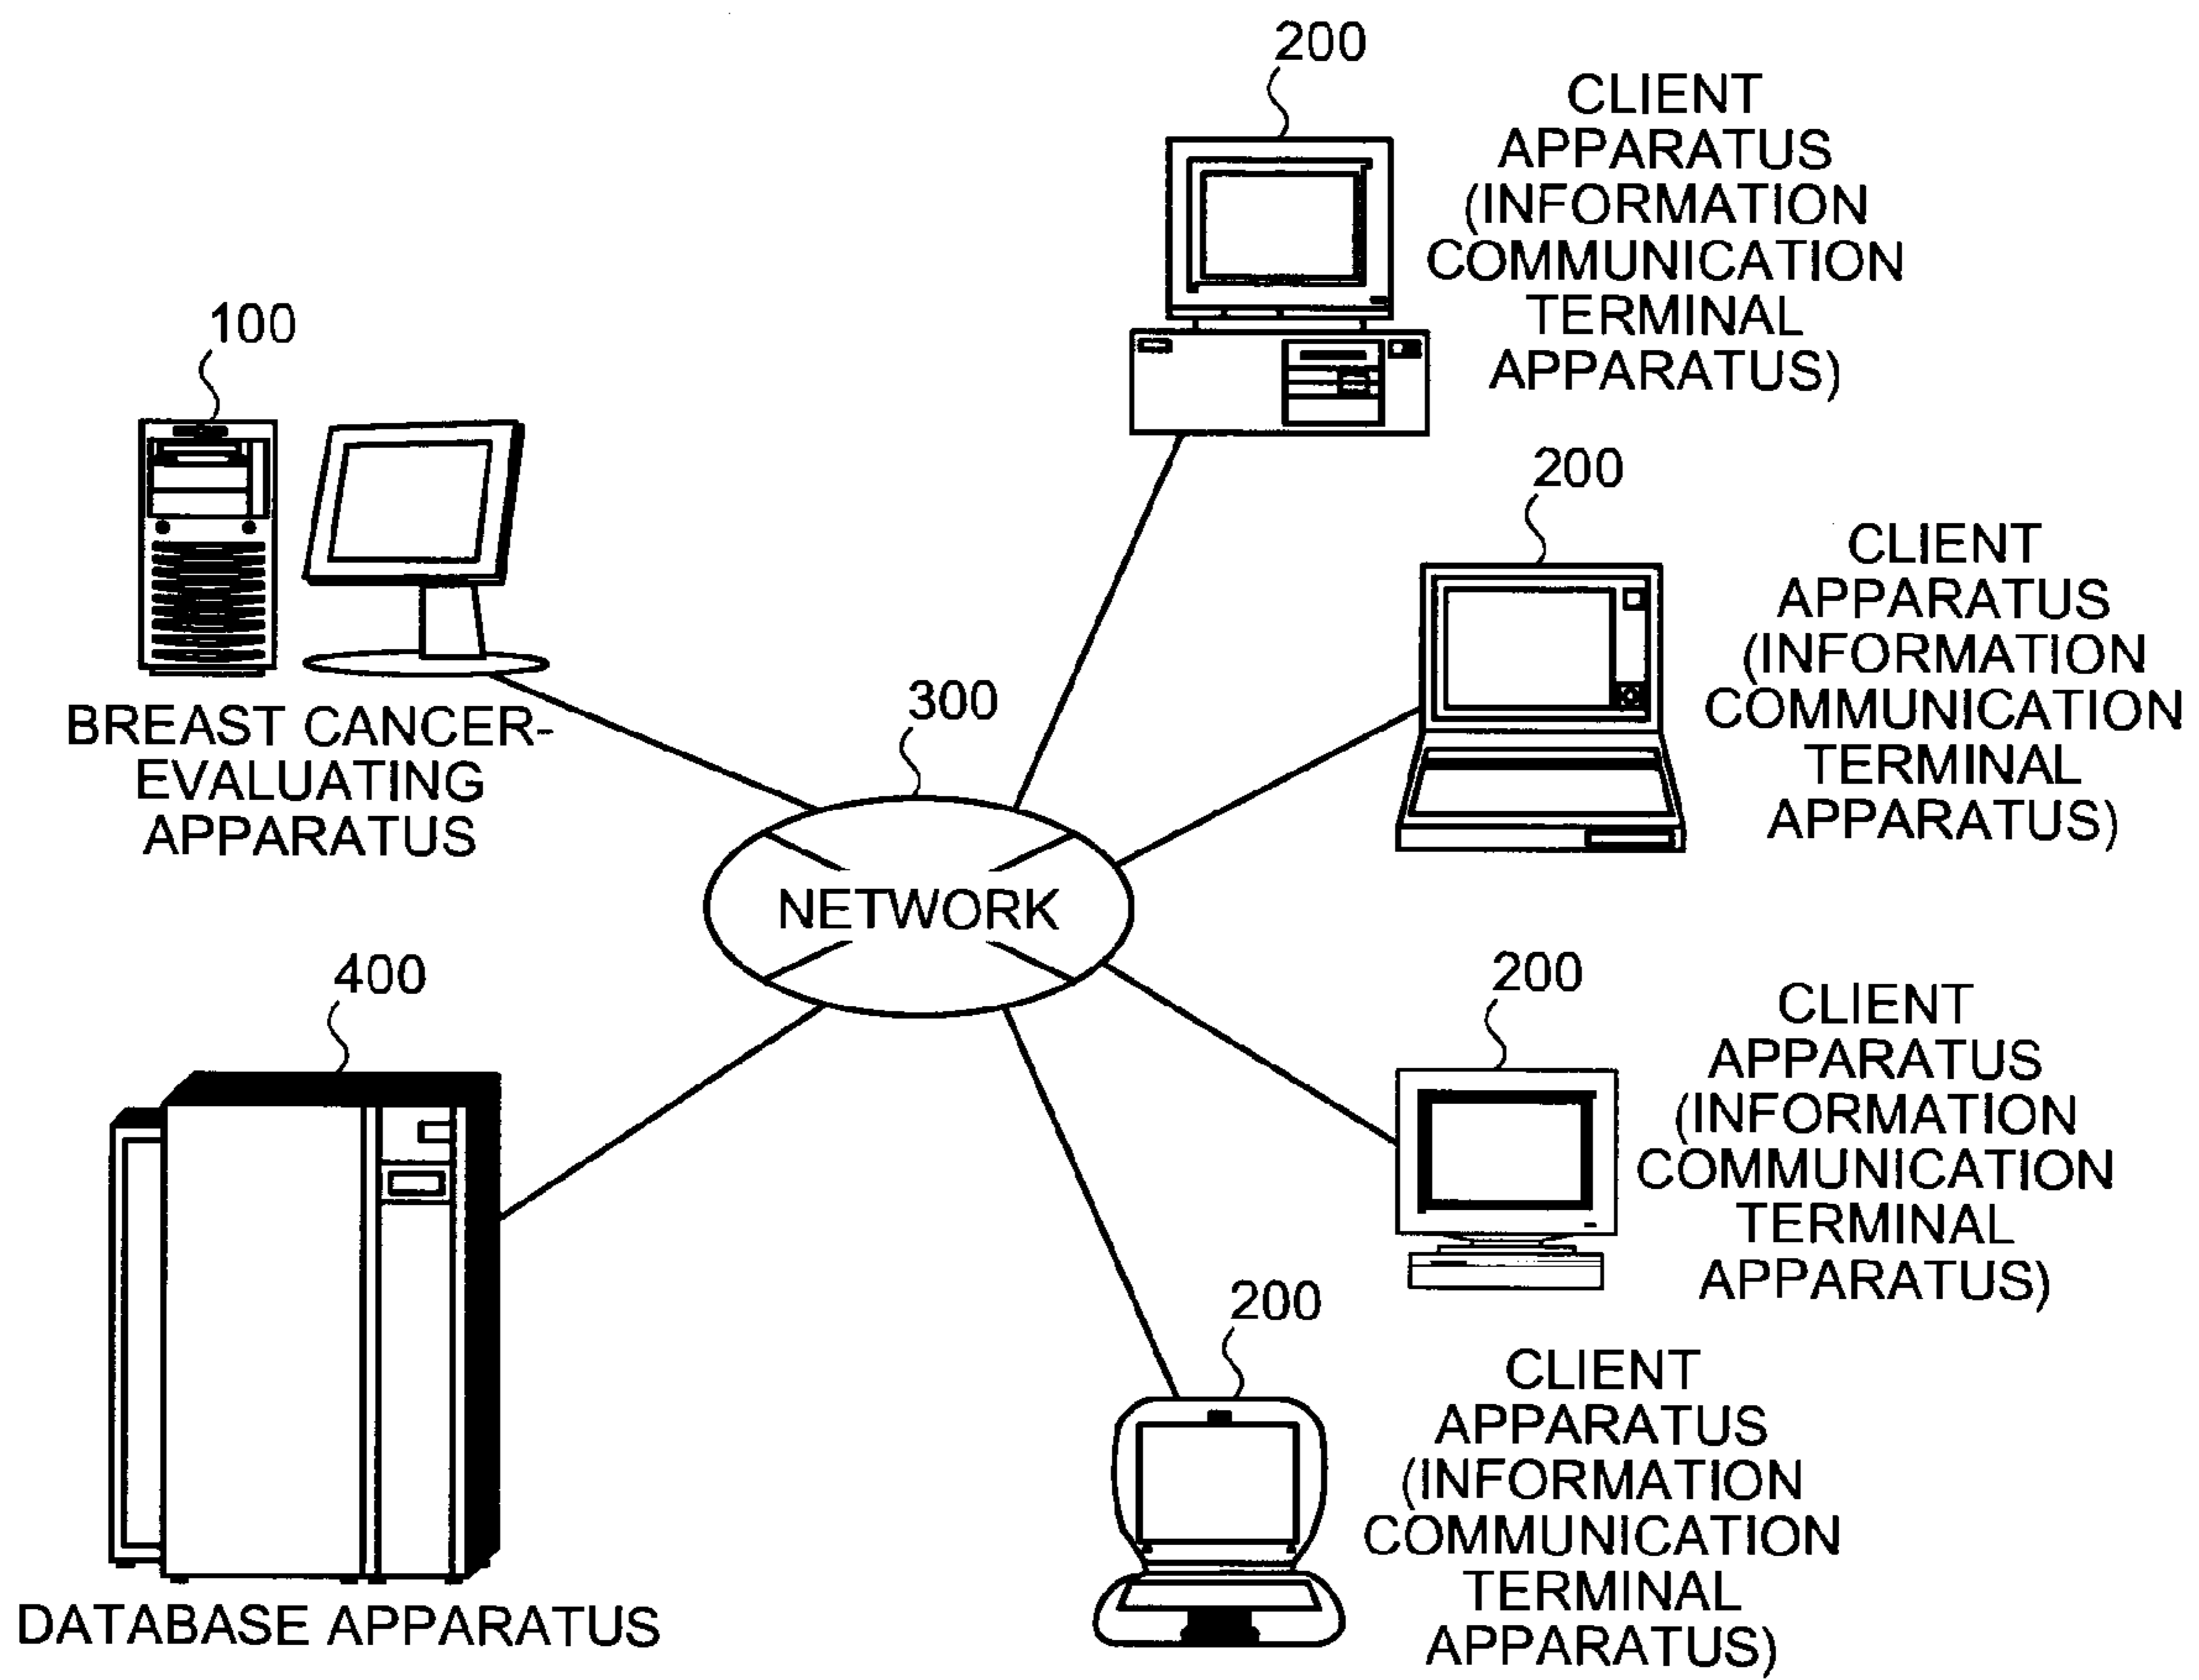 200
CLIENT
APPARATUS
(INFORMATION
COMMUNICATION
TERMINAL
APPARATUS)
100
BREAST CANCER-
EVALUATING
APPARATUS
200
CLIENT
APPARATUS
(INFORMATION
COMMUNICATION
TERMINAL
APPARATUS)
300
NETWORK
400
DATABASE APPARATUS
200
CLIENT
APPARATUS
(INFORMATION
COMMUNICATION
TERMINAL
APPARATUS)
200
CLIENT
APPARATUS
(INFORMATION
COMMUNICATION
TERMINAL
APPARATUS)